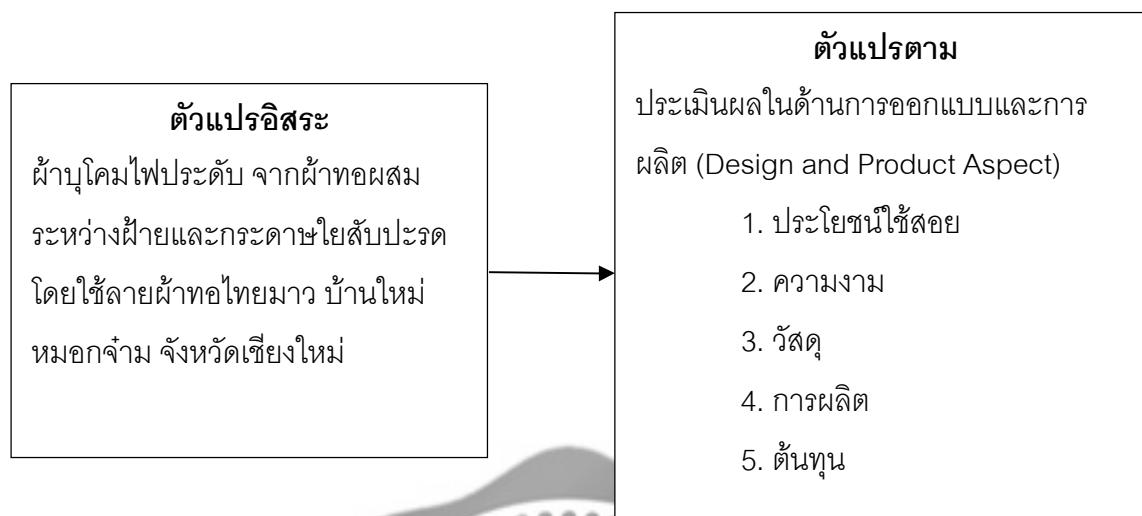 ตัวแปรอิสระ
ผ้าบุโคมไฟประดับ จากผ้าทอผสม
ระหว่างฝ้ายและกระดาษใยสับปะรด
โดยใช้ลายผ้าทอไทยมาว บ้านใหม่
หมอกจ๋าม จังหวัดเชียงใหม่
ตัวแปรตาม
ประเมินผลในด้านการออกแบบและการ
ผลิต (Design and Product Aspect)
1. ประโยชน์ใช้สอย
2. ความงาม
3. วัสดุ
4. การผลิต
5. ต้นทุน